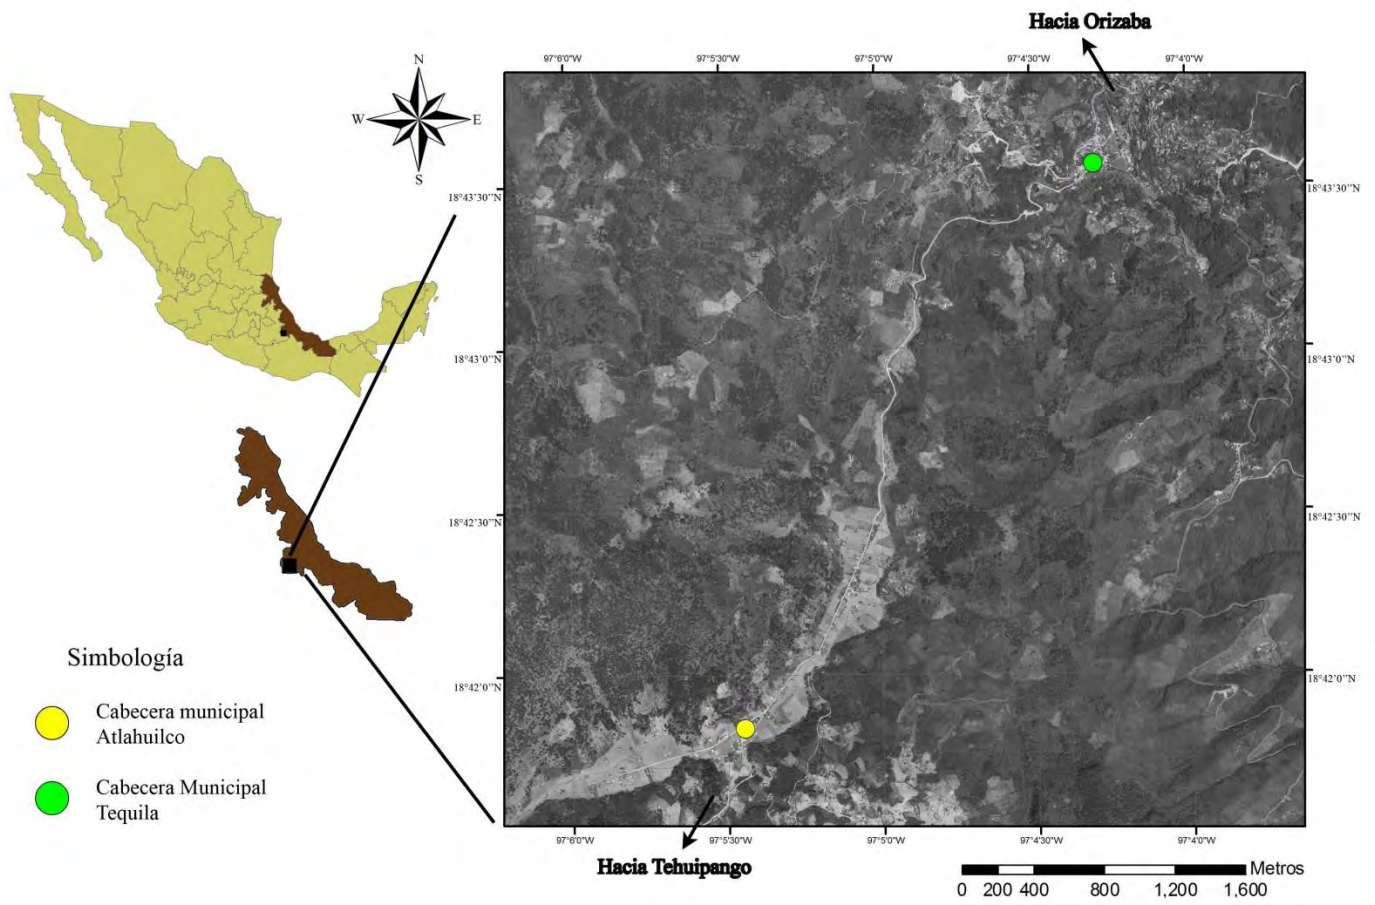 Hacia Orizaba
97°6'0"W
97°5'30"W
97°5'0"W
97°4'30"W
97°4'0"W
N
W
E
S
18°43'30''N
18°43'30''N
18°43'0''N
18°43'0''N
18°42'30''N
18°42'30''N
18°42'0''N
18°42'0''N
Simbología
Cabecera municipal
Atlahuilco
Cabecera Municipal
Tequila
97°6'0"W
97°5'30"W
97°5'0"W
97°4'30"W
97°4'0"W
Hacia Tehuipango
Metros
0 200 400 800 1,200 1,600